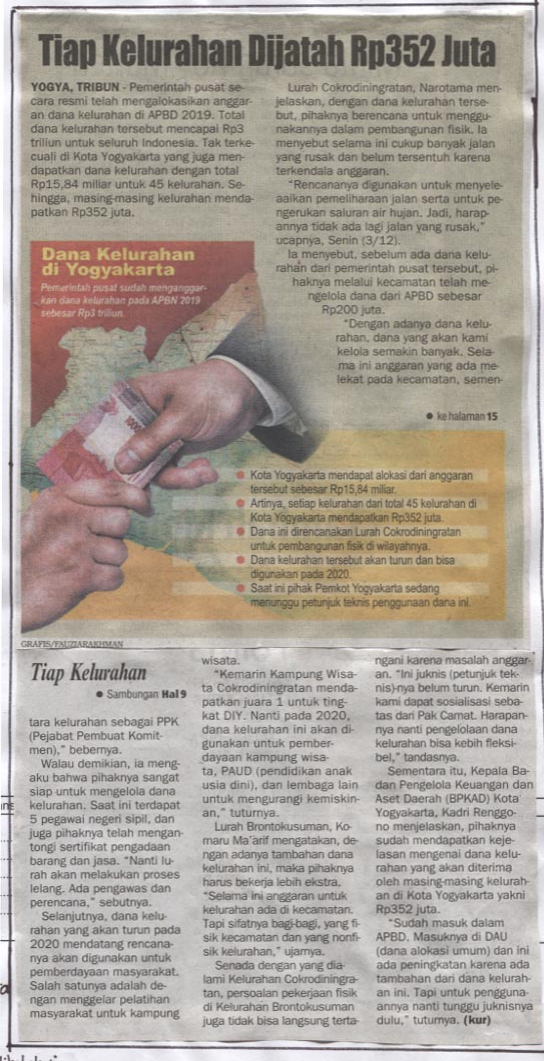 Tiap Kelurahan Dijatah Rp352 Juta
YOGYA, TRIBUN - Pemerintah pusat se-
cara resmi telah mengalokasikan anggar-
an dana kelurahan di APBD 2019. Total
dana kelurahan tersebut mencapai Rp3
triliun untuk seluruh Indonesia. Tak terke-
cuali di Kota Yogyakarta yang juga men-
dapatkan dana kelurahan dengan total
Rp15,84 miliar untuk 45 kelurahan. Se-
hingga, masing-masing kelurahan menda-
patkan Rp352 juta.
Lurah Cokrodiningratan, Narotama men-
jelaskan, dengan dana kelurahan terse-
but, pihaknya berencana untuk menggu-
nakannya dalam pembangunan fisik. Ia
menyebut selama ini cukup banyak jalan
yang rusak dan belum tersentuh karena
terkendala anggaran.
"Rencananya digunakan untuk menyele-
aaikan pemeliharaan jalan serta untuk pe-
ngerukan saluran air hujan. Jadi, harap-
annya tidak ada lagi jalan yang rusak,"
ucapnya, Senin (3/12).
Ia menyebut, sebelum ada dana kelu-
rahan dari pemerintah pusat tersebut, pi-
haknya melalui kecamatan telah me-
ngelola dana dari APBD sebesar
Rp200 juta.
"Dengan adanya dana kelu-
rahan, dana yang akan kami
kelola semakin banyak. Sela-
ma ini anggaran yang ada me-
lekat pada kecamatan, semen-
● ke halaman 15
Dana Kelurahan
di Yogyakarta
Pemerintah pusat sudah menganggar-
kan dana kelurahan pada APBN 2019
sebesar Rp3 triliun.
● Kota Yogyakarta mendapat alokasi dari anggaran
tersebut sebesar Rp15,84 miliar.
● Artinya, setiap kelurahan dari total 45 kelurahan di
Kota Yogyakarta mendapatkan Rp352 juta.
● Dana ini direncanakan Lurah Cokrodiningratan
untuk pembangunan fisik di wilayahnya.
● Dana kelurahan tersebut akan turun dan bisa
digunakan pada 2020.
● Saat ini pihak Pemkot Yogyakarta sedang
menunggu petunjuk teknis penggunaan dana ini.
GRAFIS/FAUZIARAKHMAN
Tiap Kelurahan
● Sambungan Hal 9
tara kelurahan sebagai PPK
(Pejabat Pembuat Komit-
men)," bebernya.
Walau demikian, ia meng-
aku bahwa pihaknya sangat
siap untuk mengelola dana
kelurahan. Saat ini terdapat
5 pegawai negeri sipil, dan
juga pihaknya telah mengan-
tongi sertifikat pengadaan
barang dan jasa. "Nanti lu-
rah akan melakukan proses
lelang. Ada pengawas dan
perencana," sebutnya.
Selanjutnya, dana kelu-
rahan yang akan turun pada
2020 mendatang rencana-
nya akan digunakan untuk
pemberdayaan masyarakat.
Salah satunya adalah de-
ngan menggelar pelatihan
masyarakat untuk kampung
wisata.
"Kemarin Kampung Wisa-
ta Cokrodiningratan menda-
patkan juara 1 untuk ting-
kat DIY. Nanti pada 2020,
dana kelurahan ini akan di-
gunakan untuk pember-
dayaan kampung wisa-
ta, PAUD (pendidikan anak
usia dini), dan lembaga lain
untuk mengurangi kemiskin-
an," tuturnya.
Lurah Brontokusuman, Ko-
maru Ma'arif mengatakan, de-
ngan adanya tambahan dana
kelurahan ini, maka pihaknya
harus bekerja lebih ekstra.
"Selama ini anggaran untuk
kelurahan ada di kecamatan.
Tapi sifatnya bagi-bagi, yang fi-
sik kecamatan dan yang nonfi-
sik kelurahan," ujarnya.
Senada dengan yang dia-
lami Kelurahan Cokrodiningra-
tan, persoalan pekerjaan fisik
di Kelurahan Brontokusuman
juga tidak bisa langsung terta-
ngani karena masalah anggar-
an. "Ini juknis (petunjuk tek-
nis)-nya belum turun. Kemarin
kami dapat sosialisasi seba-
tas dari Pak Camat. Harapan-
nya nanti pengelolaan dana
kelurahan bisa kebih fleksi-
bel," tandasnya.
Sementara itu, Kepala Ba-
dan Pengelola Keuangan dan
Aset Daerah (BPKAD) Kota
Yogyakarta, Kadri Renggo-
no menjelaskan, pihaknya
sudah mendapatkan keje-
lasan mengenai dana kelu-
rahan yang akan diterima
oleh masing-masing kelurah-
an di Kota Yogyakarta yakni
Rp352 juta.
"Sudah masuk dalam
APBD. Masuknya di DAU
(dana alokasi umum) dan ini
ada peningkatan karena ada
tambahan dari dana kelurah-
an ini. Tapi untuk pengguna-
annya nanti tunggu juknisnya
dulu," tuturnya. (kur)